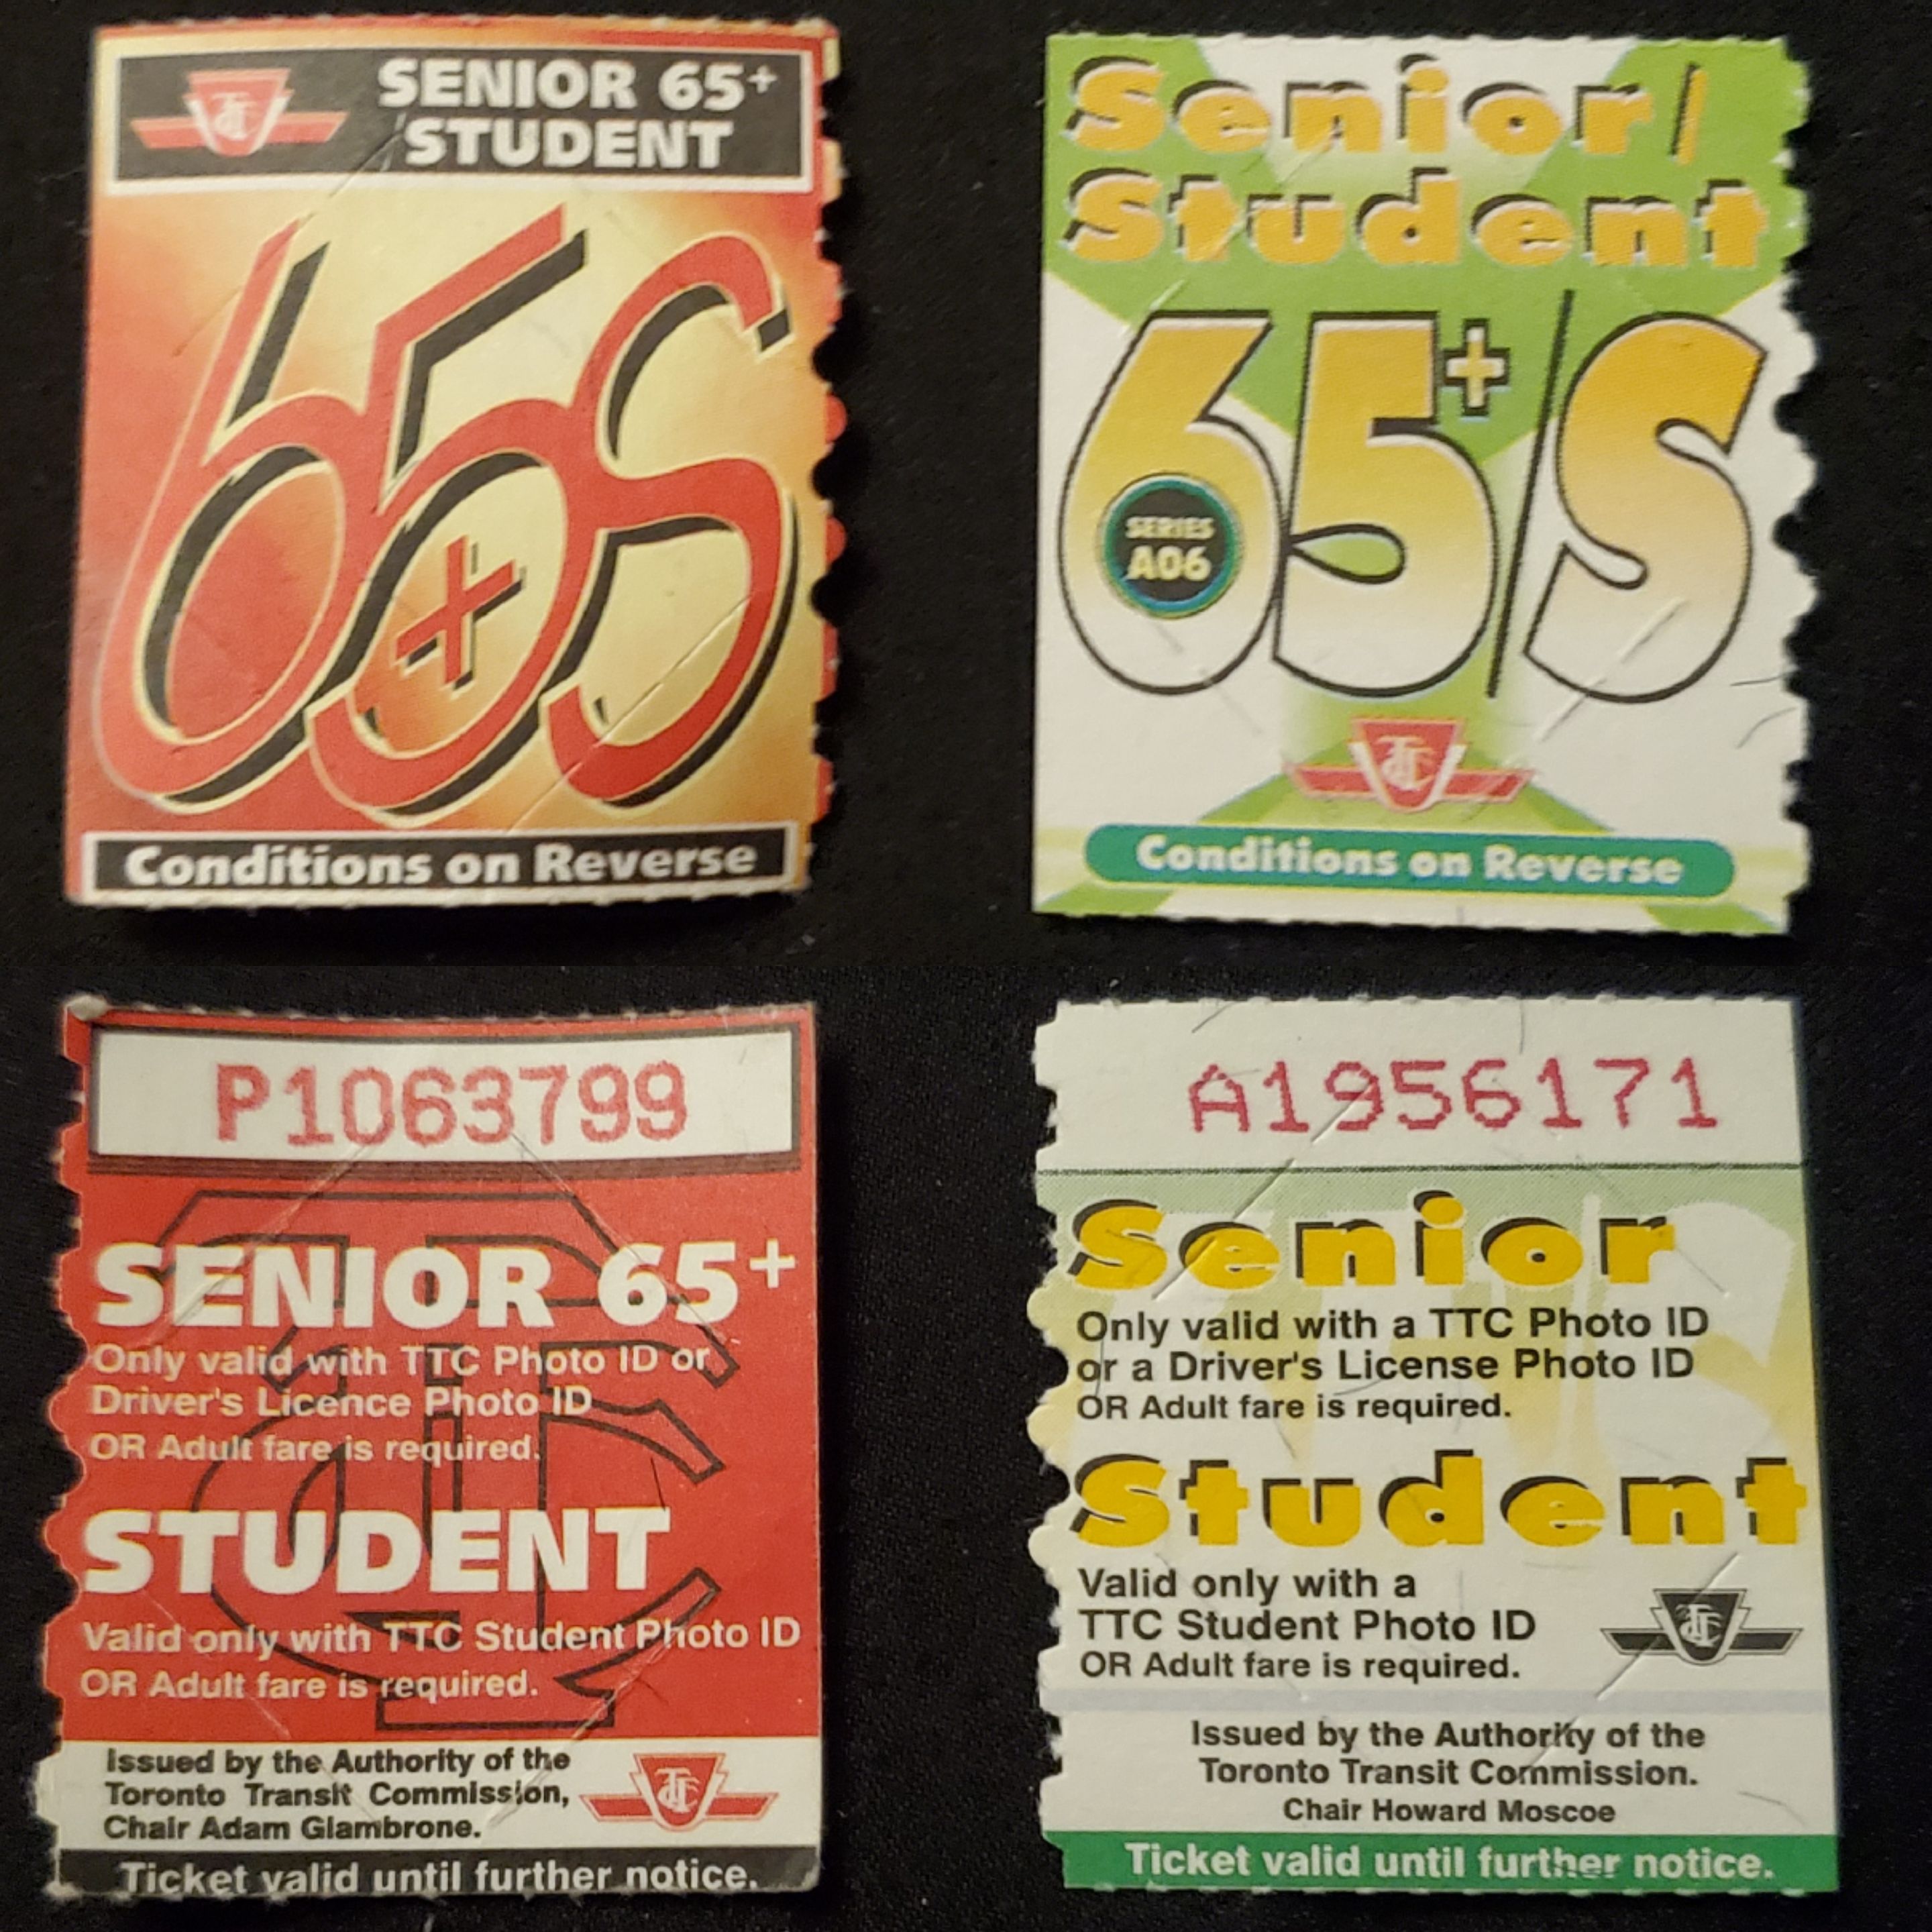 SENIOR 65+
STUDENT
65+S
Conditions on Reverse
Senior/
Student
65+/S
SERIES
A06
TTC
Conditions on Reverse
P1063799
SENIOR 65+
Only valid with TTC Photo ID or
Driver's Licence Photo ID
OR Adult fare is required.
STUDENT
Valid only with TTC Student Photo ID
OR Adult fare is required.
Issued by the Authority of the
Toronto Transit Commission,
Chair Adam Giambrone.
TTC
Ticket valid until further notice.
A1956171
Senior
Only valid with a TTC Photo ID
or a Driver's License Photo ID
OR Adult fare is required.
Student
Valid only with a
TTC Student Photo ID
OR Adult fare is required.
TTC
Issued by the Authority of the
Toronto Transit Commission.
Chair Howard Moscoe
Ticket valid until further notice.